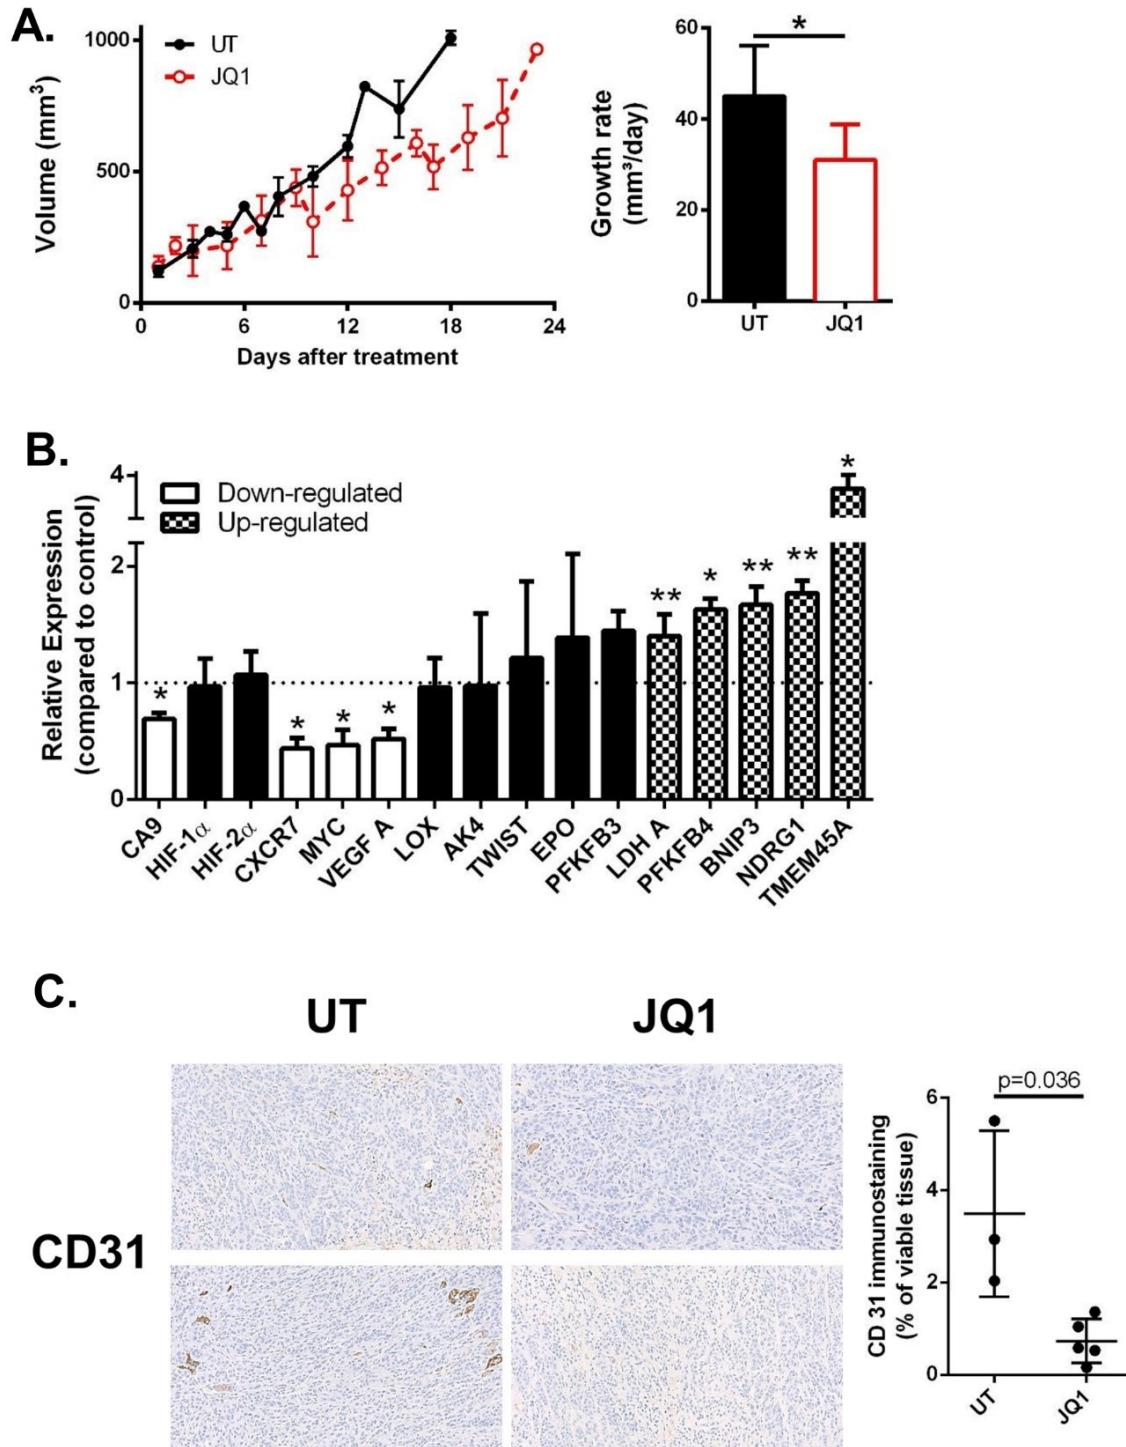 A.
1000
500
0
Volume (mm³)
UT
JQ1
0 6 12 18 24
Days after treatment
60
40
20
0
Growth rate
(mm³/day)
*
UT JQ1
B.
4
2
1
0
Relative Expression
(compared to control)
Down-regulated
Up-regulated
* * * * ** * ** ** *
CA9
HIF-1α
HIF-2α
CXCR7
MYC
VEGF A
LOX
AK4
TWIST
EPO
PFKFB3
LDH A
PFKFB4
BNIP3
NDRG1
TMEM45A
C.
UT JQ1
CD31
p=0.036
6
4
2
0
CD 31 immunostaining
(% of viable tissue)
UT
JQ1